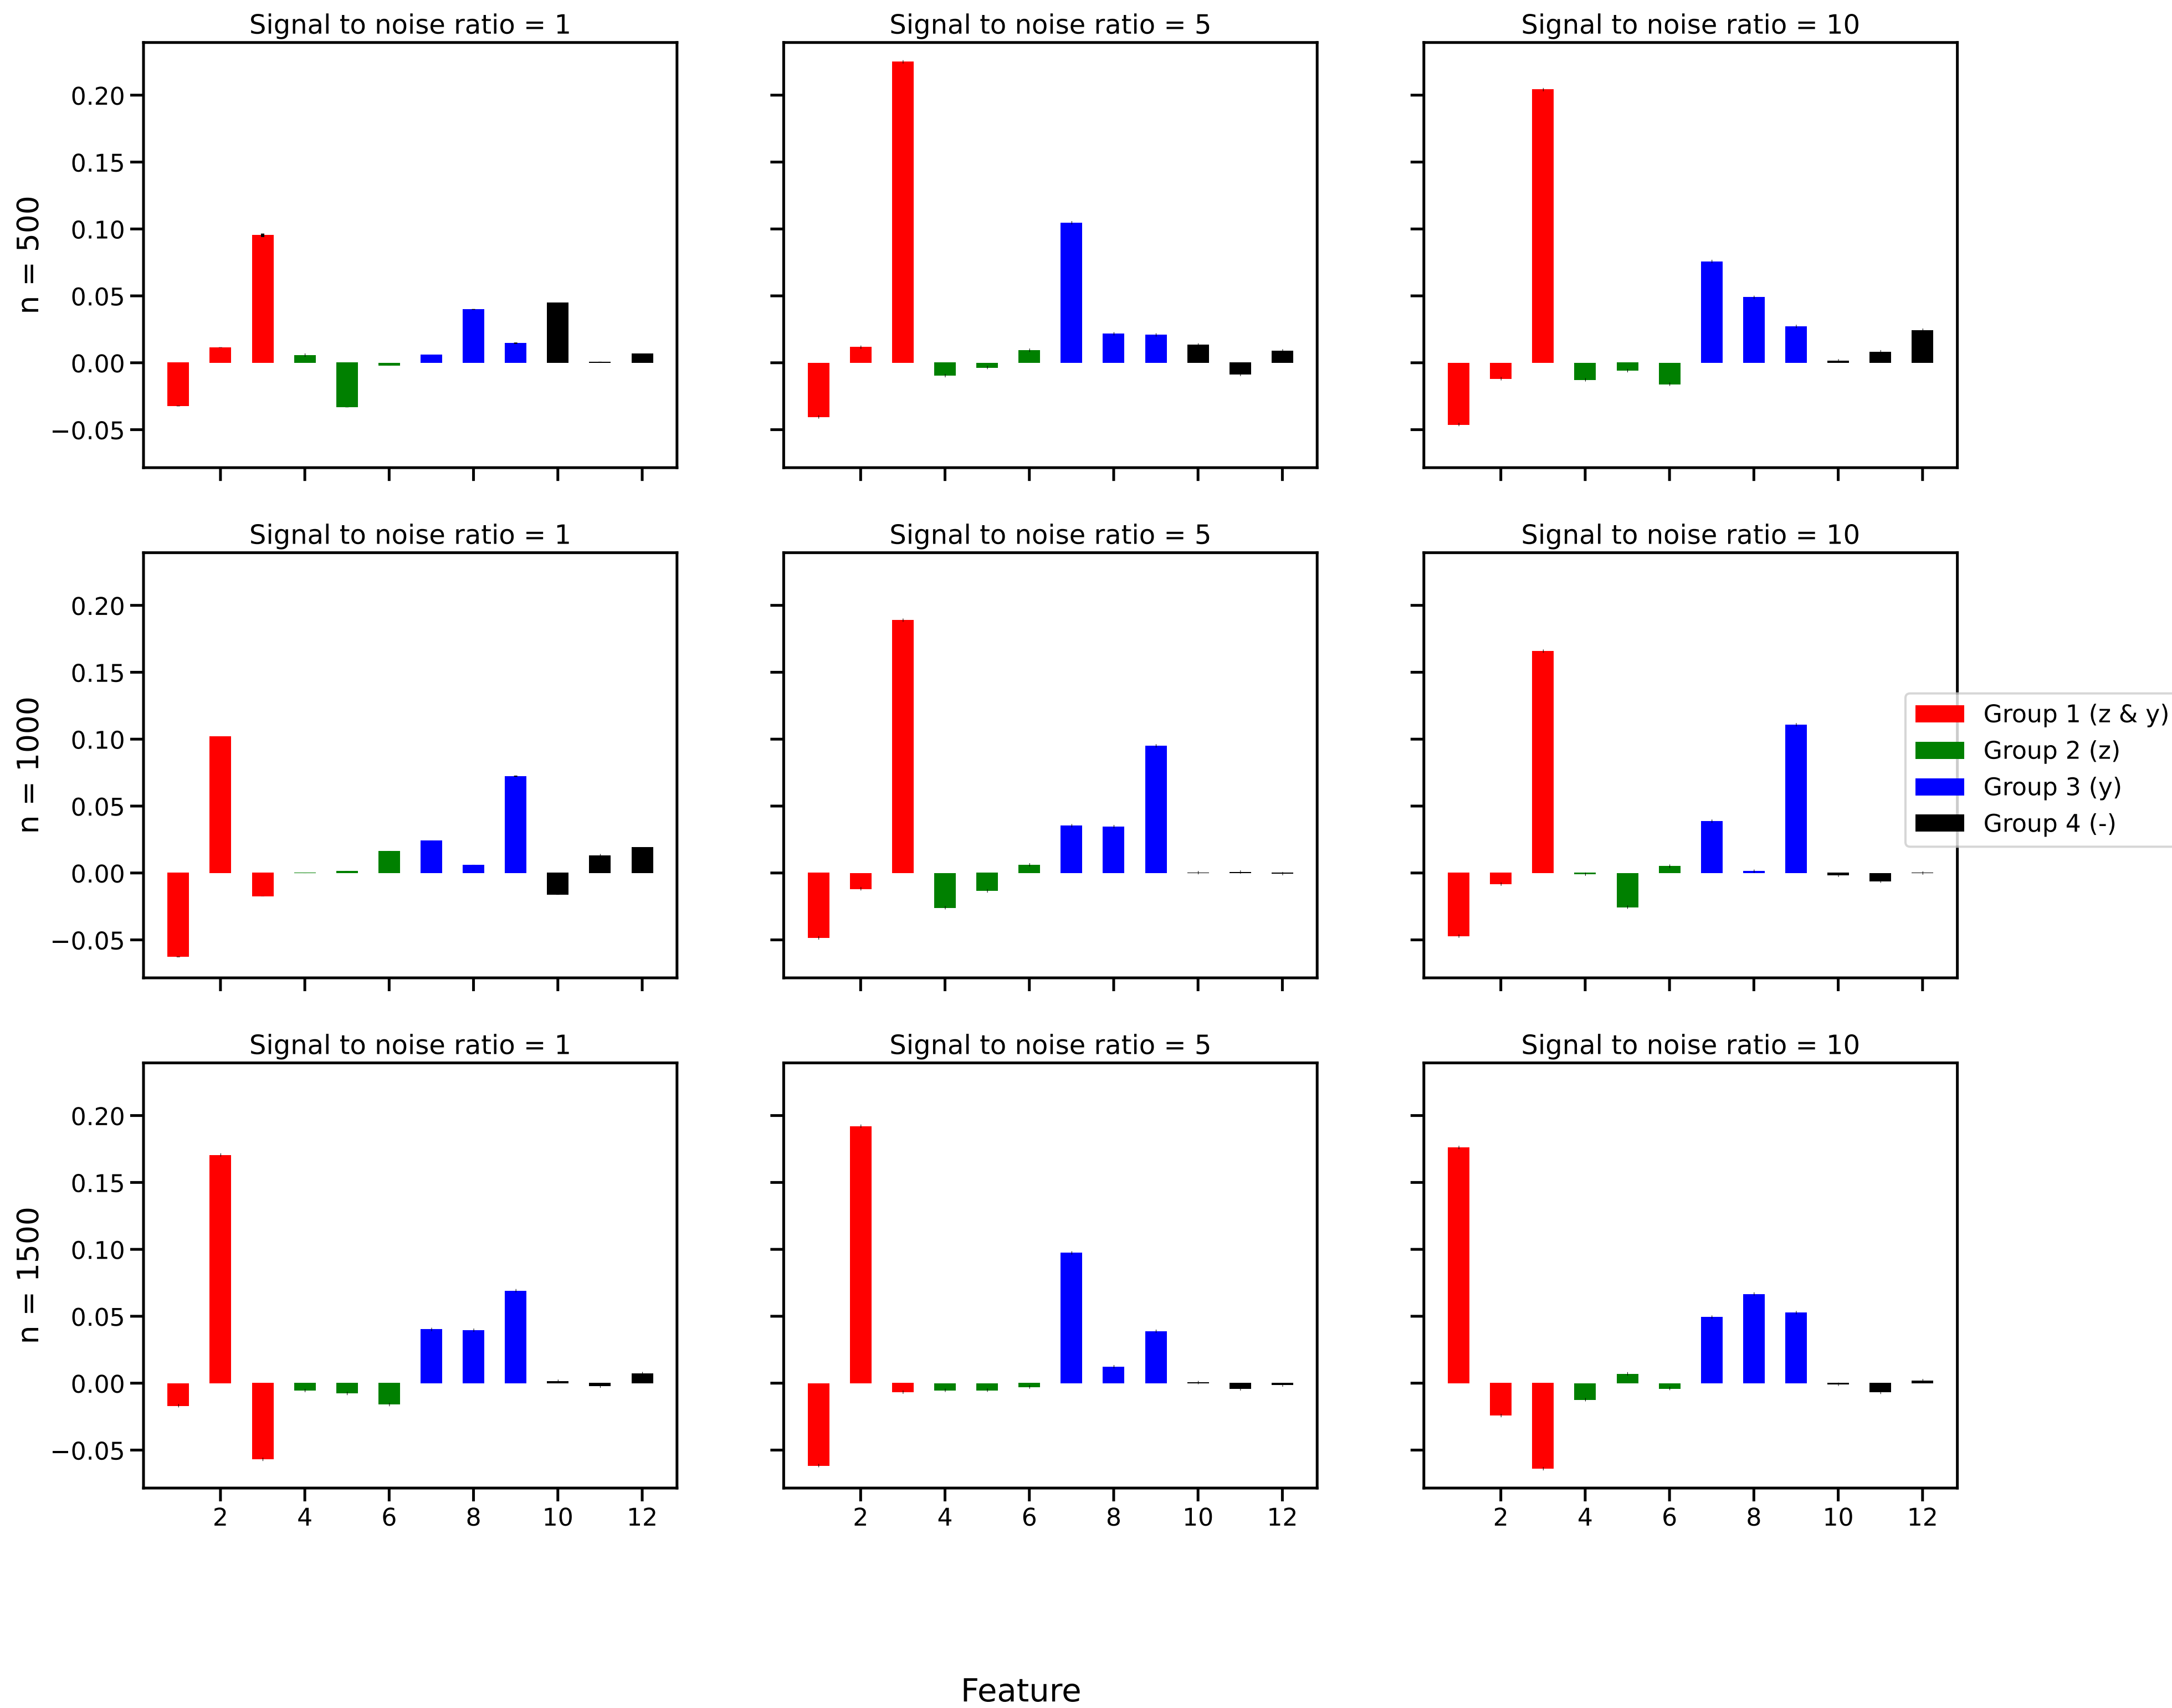 Signal to noise ratio = 1
Signal to noise ratio = 5
Signal to noise ratio = 10
n = 500
0.20
0.15
0.10
0.05
0.00
−0.05
Signal to noise ratio = 1
Signal to noise ratio = 5
Signal to noise ratio = 10
n = 1000
0.20
0.15
0.10
0.05
0.00
−0.05
Group 1 (z & y)
Group 2 (z)
Group 3 (y)
Group 4 (-)
Signal to noise ratio = 1
Signal to noise ratio = 5
Signal to noise ratio = 10
n = 1500
0.20
0.15
0.10
0.05
0.00
−0.05
2 4 6 8 10 12
2 4 6 8 10 12
2 4 6 8 10 12
Feature